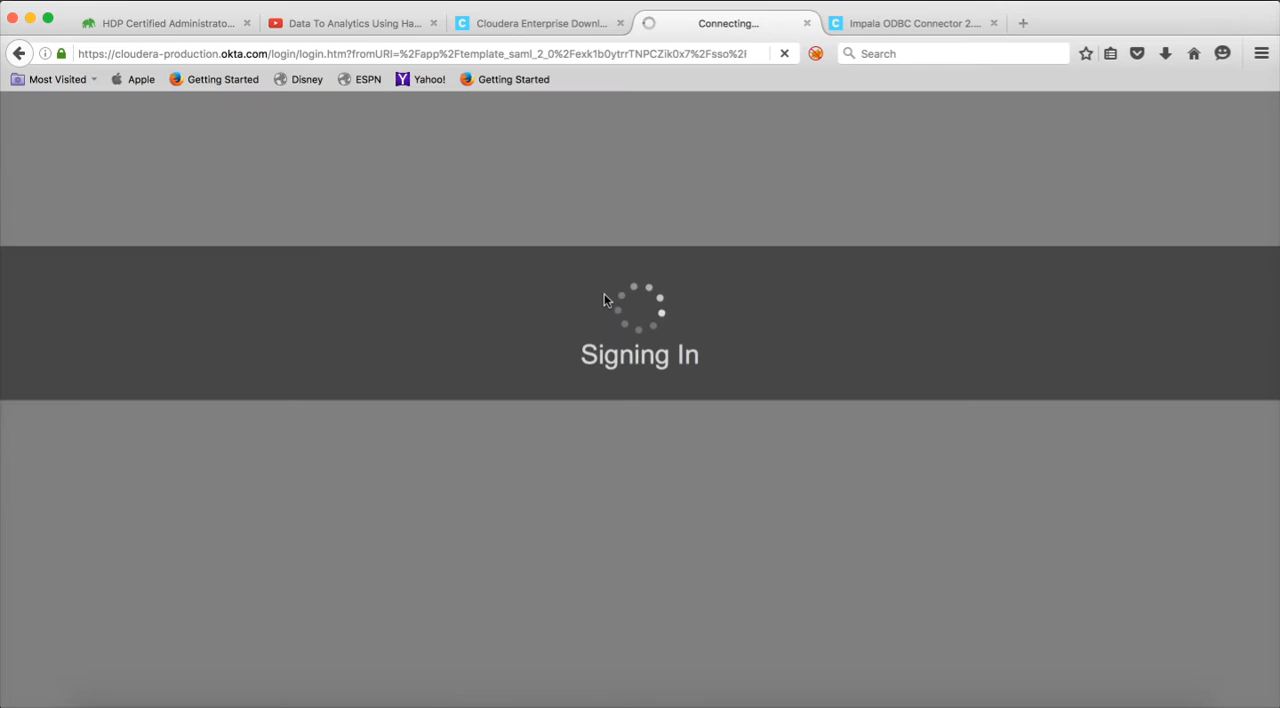 HDP Certified Administrato...
Data To Analytics Using Ha...
Cloudera Enterprise Downl...
Connecting...
Impala ODBC Connector 2....
https://cloudera-production.okta.com/login/login.htm?fromURI=%2Fapp%2Ftemplate_saml_2_0%2Fexk1b0ytrrTNPCZik0x7%2Fsso%2
Search
Most Visited
Apple
Getting Started
Disney
ESPN
Yahoo!
Getting Started
Signing In